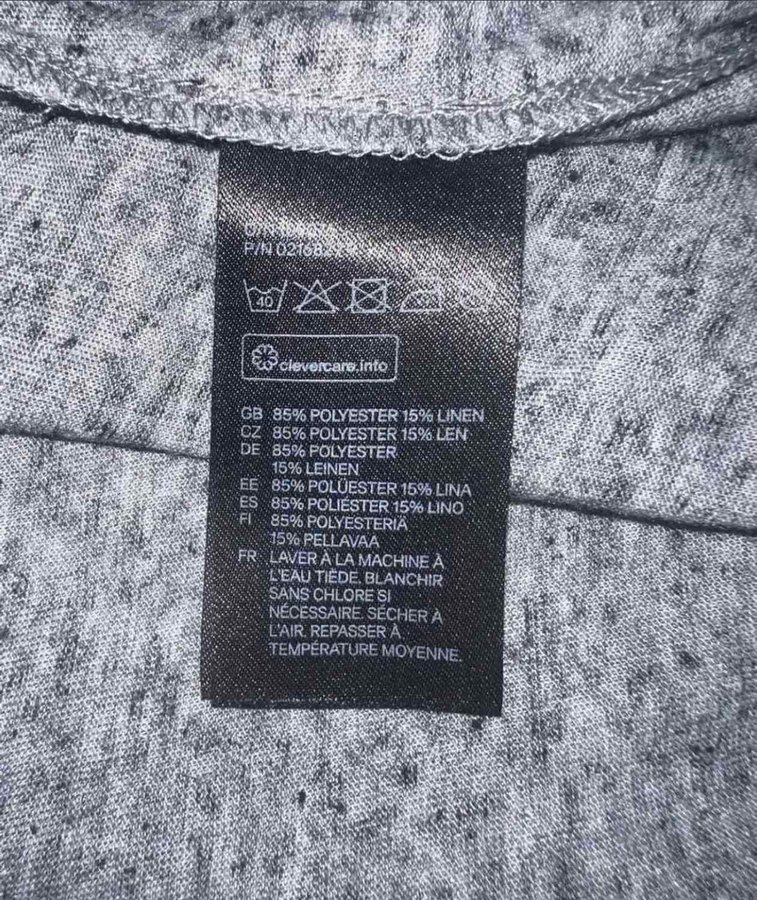 P/N
40
clevercare.info
GB 85% POLYESTER 15% LINEN
CZ 85% POLYESTER 15% LEN
DE 85% POLYESTER
15% LEINEN
EE 85% POLÜESTER 15% LINA
ES 85% POLIÉSTER 15% LINO
FI 85% POLYESTERIA
15% PELLAVAA
FR LAVER À LA MACHINE À
L'EAU TIÈDE. BLANCHIR
SANS CHLORE SI
NÉCESSAIRE. SÉCHER À
L'AIR. REPASSER À
TEMPÉRATURE MOYENNE.